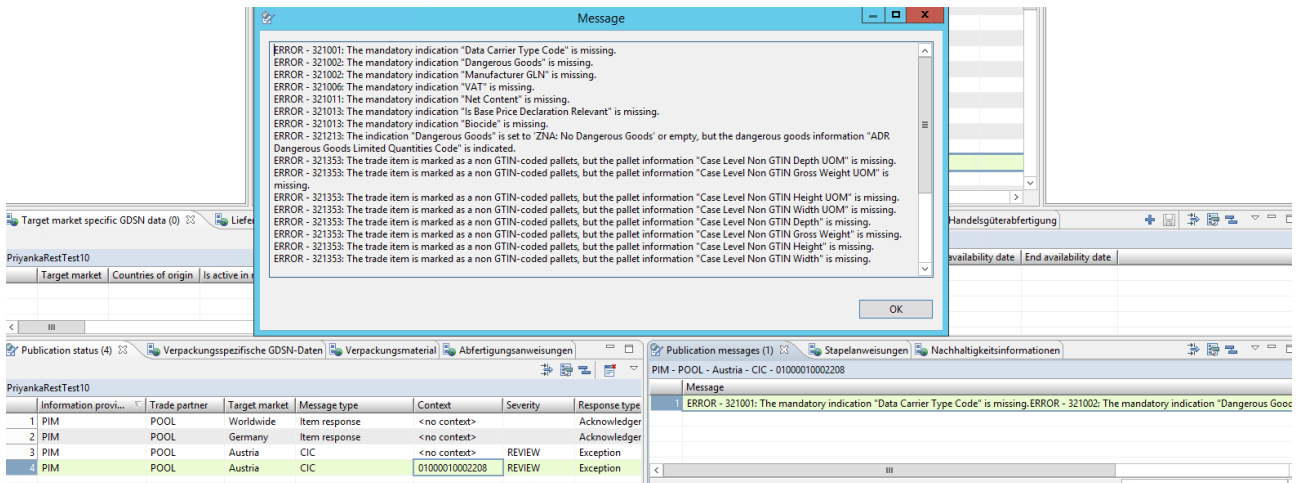 Message
ERROR - 321001: The mandatory indication "Data Carrier Type Code" is missing.
ERROR - 321002: The mandatory indication "Dangerous Goods" is missing.
ERROR - 321002: The mandatory indication "Manufacturer GLN" is missing.
ERROR - 321006: The mandatory indication "VAT" is missing.
ERROR - 321011: The mandatory indication "Net Content" is missing.
ERROR - 321013: The mandatory indication "Is Base Price Declaration Relevant" is missing.
ERROR - 321013: The mandatory indication "Biocide" is missing.
ERROR - 321213: The indication "Dangerous Goods" is set to 'ZNA: No Dangerous Goods' or empty, but the dangerous goods information "ADR
Dangerous Goods Limited Quantities Code" is indicated.
ERROR - 321353: The trade item is marked as a non GTIN-coded pallets, but the pallet information "Case Level Non GTIN Depth UOM" is missing.
ERROR - 321353: The trade item is marked as a non GTIN-coded pallets, but the pallet information "Case Level Non GTIN Gross Weight UOM" is
missing.
ERROR - 321353: The trade item is marked as a non GTIN-coded pallets, but the pallet information "Case Level Non GTIN Height UOM" is missing.
ERROR - 321353: The trade item is marked as a non GTIN-coded pallets, but the pallet information "Case Level Non GTIN Width UOM" is missing.
ERROR - 321353: The trade item is marked as a non GTIN-coded pallets, but the pallet information "Case Level Non GTIN Depth" is missing.
ERROR - 321353: The trade item is marked as a non GTIN-coded pallets, but the pallet information "Case Level Non GTIN Gross Weight" is missing.
ERROR - 321353: The trade item is marked as a non GTIN-coded pallets, but the pallet information "Case Level Non GTIN Height" is missing.
ERROR - 321353: The trade item is marked as a non GTIN-coded pallets, but the pallet information "Case Level Non GTIN Width" is missing.
OK
Target market specific GDSN data (0) Liefer
Handelsgüterabfertigung)
PriyankaRestTest10
Target market Countries of origin Is active in r
availability date End availability date
Publication status (4) Verpackungsspezifische GDSN-Daten Verpackungsmaterial Abfertigungsanweisungen
PriyankaRestTest10
Information provi... Trade partner Target market Message type Context Severity Response type
1 PIM POOL Worldwide Item response <no context> Acknowledger
2 PIM POOL Germany Item response <no context> Acknowledger
3 PIM POOL Austria CIC <no context> REVIEW Exception
4 PIM POOL Austria CIC 01000010002208 REVIEW Exception
Publication messages (1) Stapelanweisungen Nachhaltigkeitsinformationen
PIM - POOL - Austria - CIC - 01000010002208
Message
1 ERROR - 321001: The mandatory indication "Data Carrier Type Code" is missing.ERROR - 321002: The mandatory indication "Dangerous Good